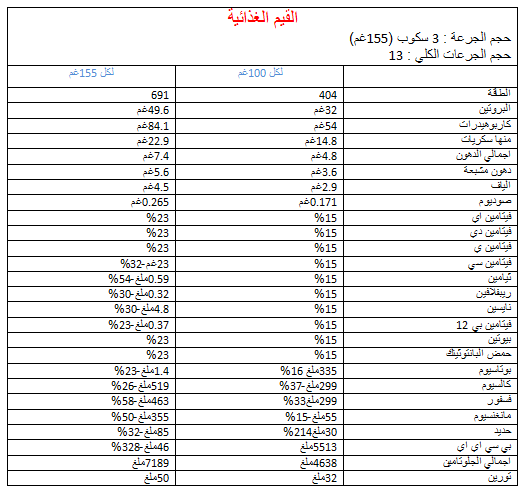 القيم الغذائية
حجم الجرعة : 3 سكوب (155غم)
حجم الجرعات الكلي : 13
لكل 100غم لكل 155غم
الطاقة 404 691
البروتين 32غم 49.6غم
كاربوهيدرات 54غم 84.1غم
منها سكريات 14.8غم 22.9غم
اجمالي الدهون 4.8غم 7.4غم
دهون مشبعة 3.6غم 5.6غم
الياف 2.9غم 4.5غم
صوديوم 0.171غم 0.265غم
فيتامين اي 15% 23%
فيتامين دي 15% 23%
فيتامين ي 15% 23%
فيتامين سي 15% 23غم-32%
ثيامين 15% 0.59ملغ-54%
ريبفلافين 15% 0.32ملغ-30%
نايسين 15% 4.8ملغ-30%
فيتامين بي 12 15% 0.37ملغ-23%
بيوتين 15% 23%
حمض البانتوثينك 15% 23%
بوتاسيوم 335ملغ 16% 1.4ملغ-23%
كالسيوم 299ملغ-37% 519ملغ-26%
فسفور 299ملغ33% 463ملغ-58%
مانغنسيوم 55ملغ-15% 355ملغ-50%
حديد 30ملغ214% 85ملغ-32%
بي سي اي اي 5513ملغ 46ملغ-328%
اجمالي الجلوتامين 4638ملغ 7189ملغ
تورين 32ملغ 50ملغ